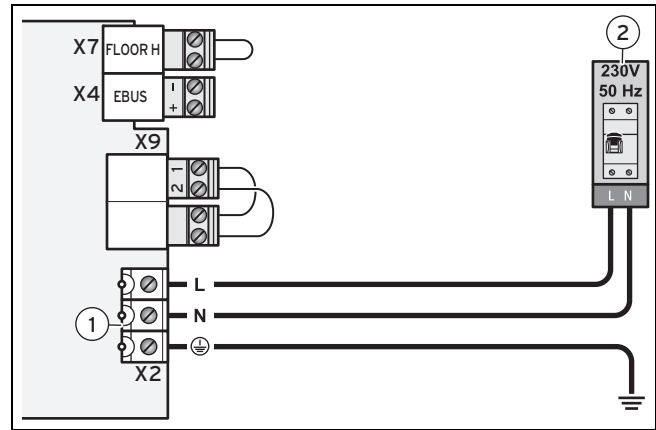 X7 FLOOR H
X4 EBUS - +
X9
1
2
L
N
X2
1
2
230V
50 Hz
L N